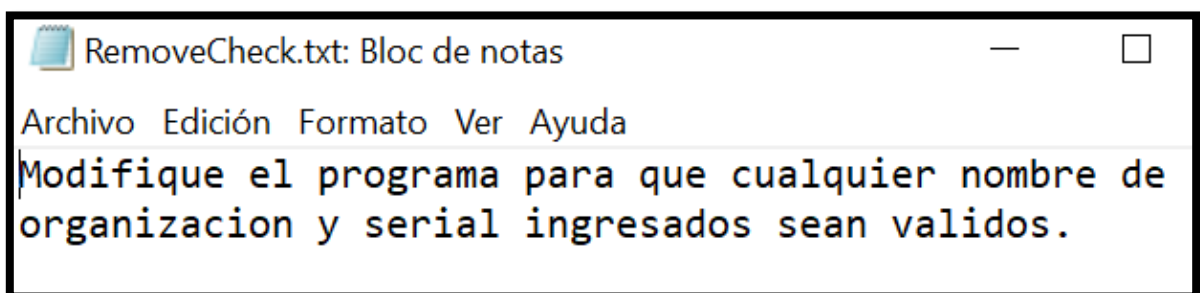 RemoveCheck.txt: Bloc de notas
Archivo Edición Formato Ver Ayuda
Modifique el programa para que cualquier nombre de
organizacion y serial ingresados sean validos.